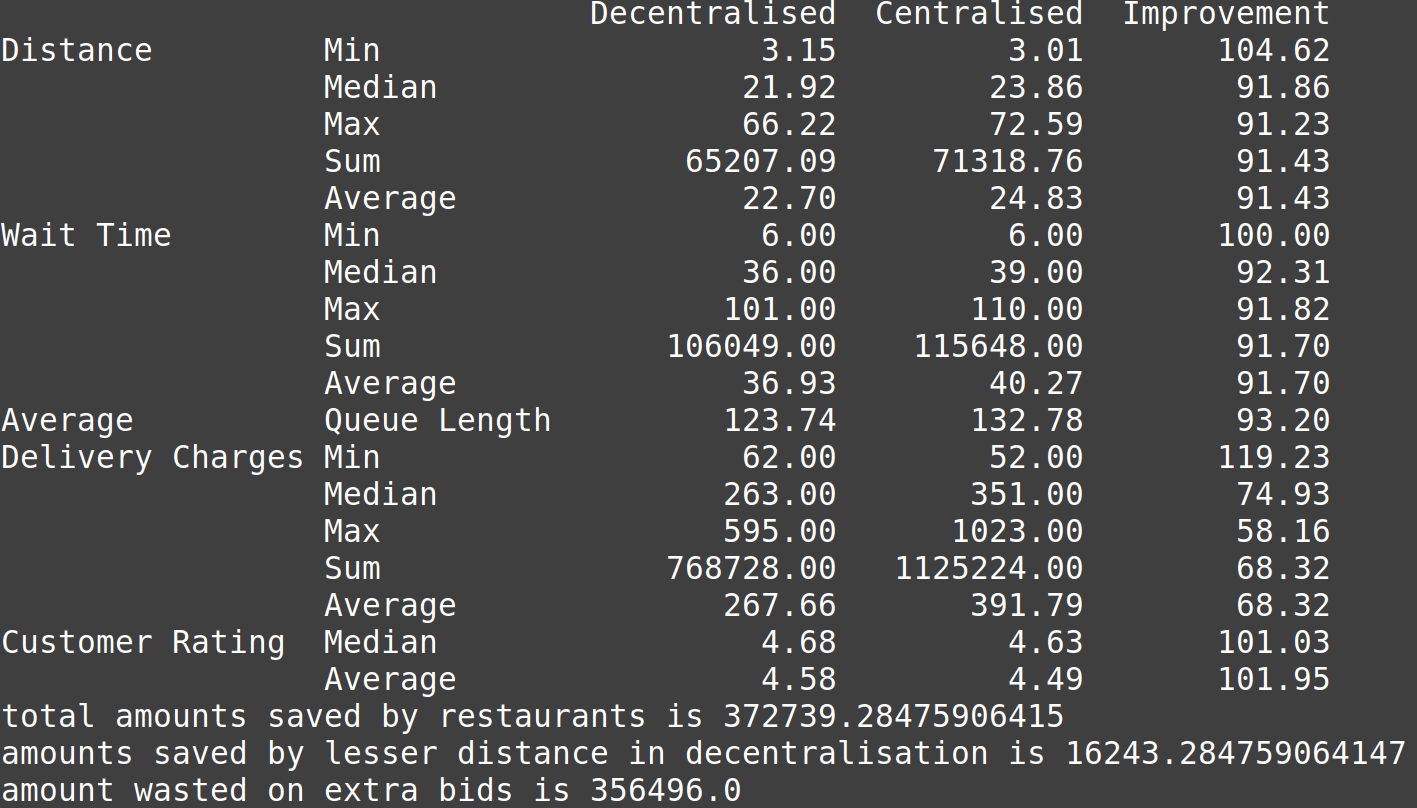 Decentralised Centralised Improvement
Distance Min 3.15 3.01 104.62
Median 21.92 23.86 91.86
Max 66.22 72.59 91.23
Sum 65207.09 71318.76 91.43
Average 22.70 24.83 91.43
Wait Time Min 6.00 6.00 100.00
Median 36.00 39.00 92.31
Max 101.00 110.00 91.82
Sum 106049.00 115648.00 91.70
Average 36.93 40.27 91.70
Average Queue Length 123.74 132.78 93.20
Delivery Charges Min 62.00 52.00 119.23
Median 263.00 351.00 74.93
Max 595.00 1023.00 58.16
Sum 768728.00 1125224.00 68.32
Average 267.66 391.79 68.32
Customer Rating Median 4.68 4.63 101.03
Average 4.58 4.49 101.95
total amounts saved by restaurants is 372739.28475906415
amounts saved by lesser distance in decentralisation is 16243.284759064147
amount wasted on extra bids is 356496.0